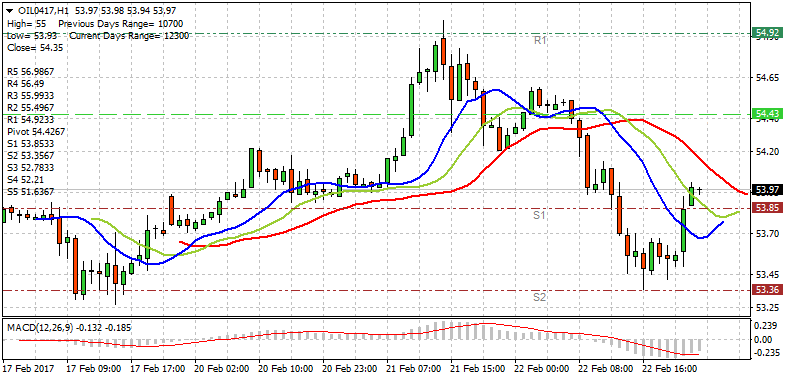 OIL0417,H1 53.97 53.98 53.94 53.97
High= 55 Previous Days Range= 10700
Low= 53.93 Current Days Range= 12300
Close= 54.35
R5 56.9867
R4 56.49
R3 55.9933
R2 55.4967
R1 54.9233
Pivot 54.4267
S1 53.8533
S2 53.3567
S3 52.7833
S4 52.21
S5 51.6367
R1
S1
S2
54.92
54.65
54.43
54.20
53.97
53.85
53.70
53.45
53.36
53.25
MACD(12,26,9) -0.132 -0.185
0.239
0.00
-0.235
17 Feb 2017
17 Feb 09:00
17 Feb 17:00
20 Feb 02:00
20 Feb 10:00
20 Feb 23:00
21 Feb 07:00
21 Feb 15:00
22 Feb 00:00
22 Feb 08:00
22 Feb 16:00